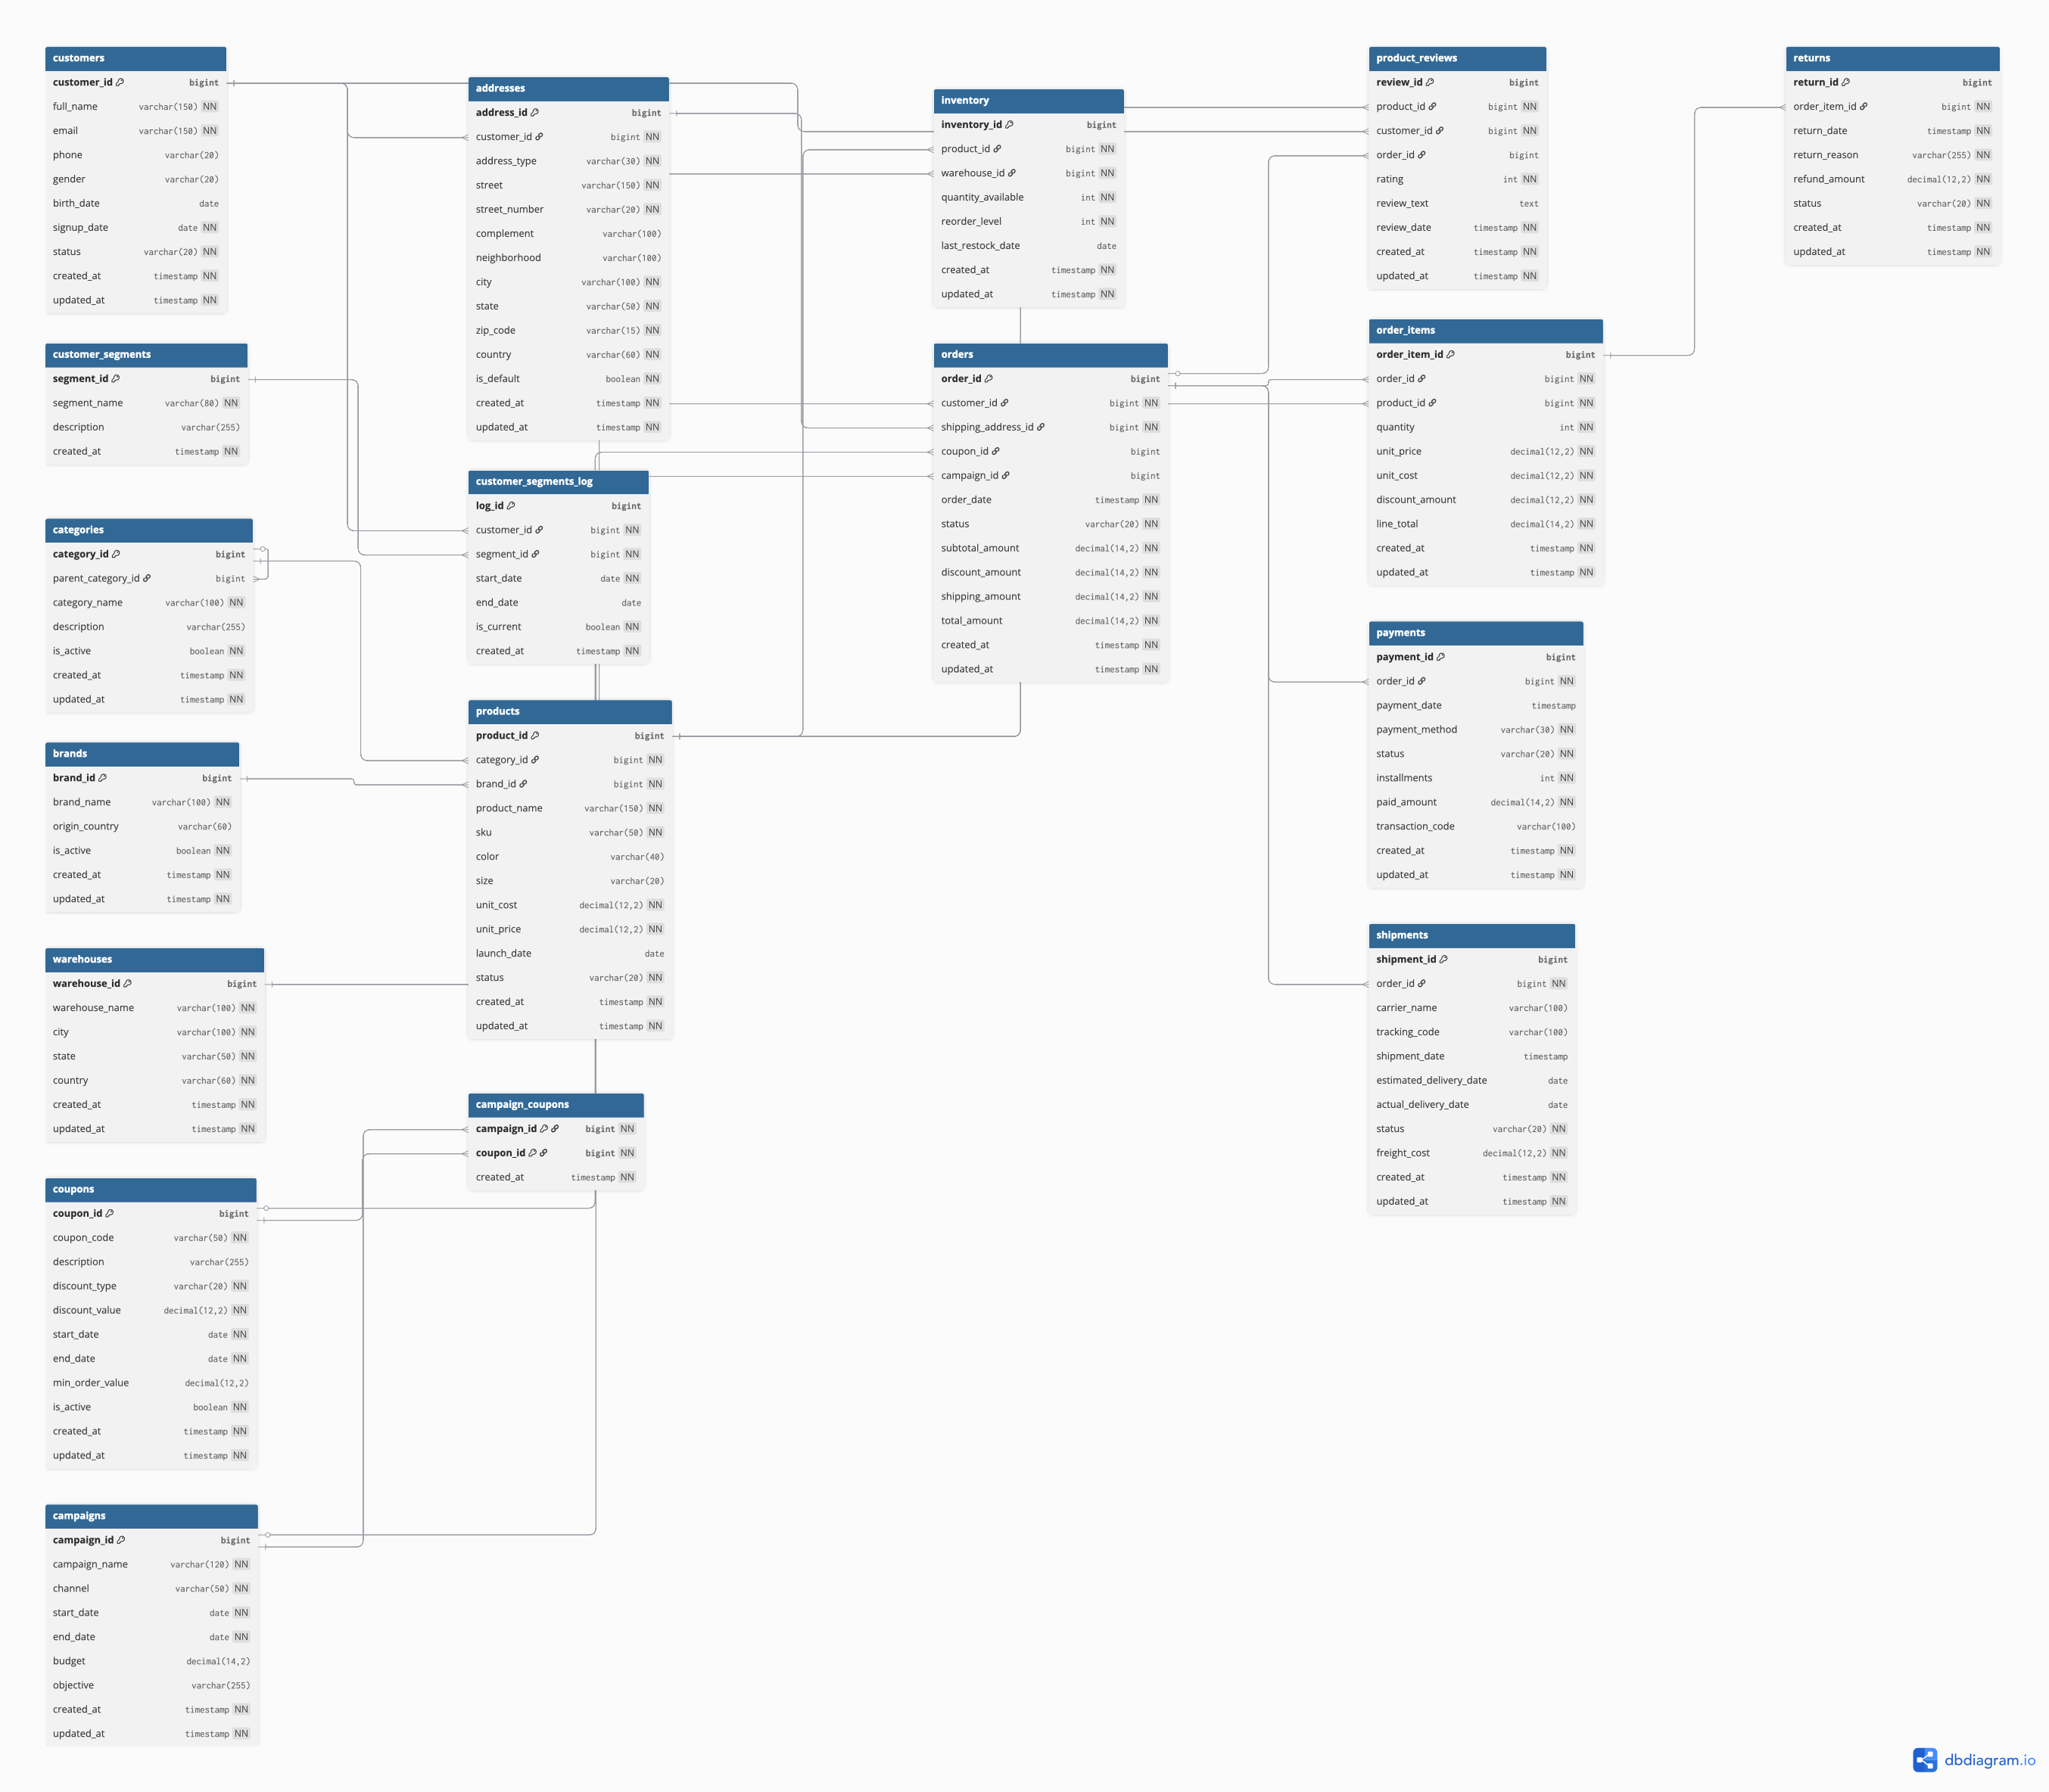 customers
customer_id bigint
full_name varchar(150) NN
email varchar(150) NN
phone varchar(20)
gender varchar(20)
birth_date date
signup_date date NN
status varchar(20) NN
created_at timestamp NN
updated_at timestamp NN
customer_segments
segment_id bigint
segment_name varchar(80) NN
description varchar(255)
created_at timestamp NN
categories
category_id bigint
parent_category_id bigint
category_name varchar(100) NN
description varchar(255)
is_active boolean NN
created_at timestamp NN
updated_at timestamp NN
brands
brand_id bigint
brand_name varchar(100) NN
origin_country varchar(60)
is_active boolean NN
created_at timestamp NN
updated_at timestamp NN
warehouses
warehouse_id bigint
warehouse_name varchar(100) NN
city varchar(100) NN
state varchar(50) NN
country varchar(60) NN
created_at timestamp NN
updated_at timestamp NN
coupons
coupon_id bigint
coupon_code varchar(50) NN
description varchar(255)
discount_type varchar(20) NN
discount_value decimal(12,2) NN
start_date date NN
end_date date NN
min_order_value decimal(12,2)
is_active boolean NN
created_at timestamp NN
updated_at timestamp NN
campaigns
campaign_id bigint
campaign_name varchar(120) NN
channel varchar(50) NN
start_date date NN
end_date date NN
budget decimal(14,2)
objective varchar(255)
created_at timestamp NN
updated_at timestamp NN
addresses
address_id bigint
customer_id bigint NN
address_type varchar(30) NN
street varchar(150) NN
street_number varchar(20) NN
complement varchar(100)
neighborhood varchar(100)
city varchar(100) NN
state varchar(50) NN
zip_code varchar(15) NN
country varchar(60) NN
is_default boolean NN
created_at timestamp NN
updated_at timestamp NN
customer_segments_log
log_id bigint
customer_id bigint NN
segment_id bigint NN
start_date date NN
end_date date
is_current boolean NN
created_at timestamp NN
products
product_id bigint
category_id bigint NN
brand_id bigint NN
product_name varchar(150) NN
sku varchar(50) NN
color varchar(40)
size varchar(20)
unit_cost decimal(12,2) NN
unit_price decimal(12,2) NN
launch_date date
status varchar(20) NN
created_at timestamp NN
updated_at timestamp NN
campaign_coupons
campaign_id bigint NN
coupon_id bigint NN
created_at timestamp NN
inventory
inventory_id bigint
product_id bigint NN
warehouse_id bigint NN
quantity_available int NN
reorder_level int NN
last_restock_date date
created_at timestamp NN
updated_at timestamp NN
orders
order_id bigint
customer_id bigint NN
shipping_address_id bigint NN
coupon_id bigint
campaign_id bigint
order_date timestamp NN
status varchar(20) NN
subtotal_amount decimal(14,2) NN
discount_amount decimal(14,2) NN
shipping_amount decimal(14,2) NN
total_amount decimal(14,2) NN
created_at timestamp NN
updated_at timestamp NN
product_reviews
review_id bigint
product_id bigint NN
customer_id bigint NN
order_id bigint
rating int NN
review_text text
review_date timestamp NN
created_at timestamp NN
updated_at timestamp NN
order_items
order_item_id bigint
order_id bigint NN
product_id bigint NN
quantity int NN
unit_price decimal(12,2) NN
unit_cost decimal(12,2) NN
discount_amount decimal(12,2) NN
line_total decimal(14,2) NN
created_at timestamp NN
updated_at timestamp NN
payments
payment_id bigint
order_id bigint NN
payment_date timestamp
payment_method varchar(30) NN
status varchar(20) NN
installments int NN
paid_amount decimal(14,2) NN
transaction_code varchar(100)
created_at timestamp NN
updated_at timestamp NN
shipments
shipment_id bigint
order_id bigint NN
carrier_name varchar(100)
tracking_code varchar(100)
shipment_date timestamp
estimated_delivery_date date
actual_delivery_date date
status varchar(20) NN
freight_cost decimal(12,2) NN
created_at timestamp NN
updated_at timestamp NN
returns
return_id bigint
order_item_id bigint NN
return_date timestamp NN
return_reason varchar(255) NN
refund_amount decimal(12,2) NN
status varchar(20) NN
created_at timestamp NN
updated_at timestamp NN
dbdiagram.io